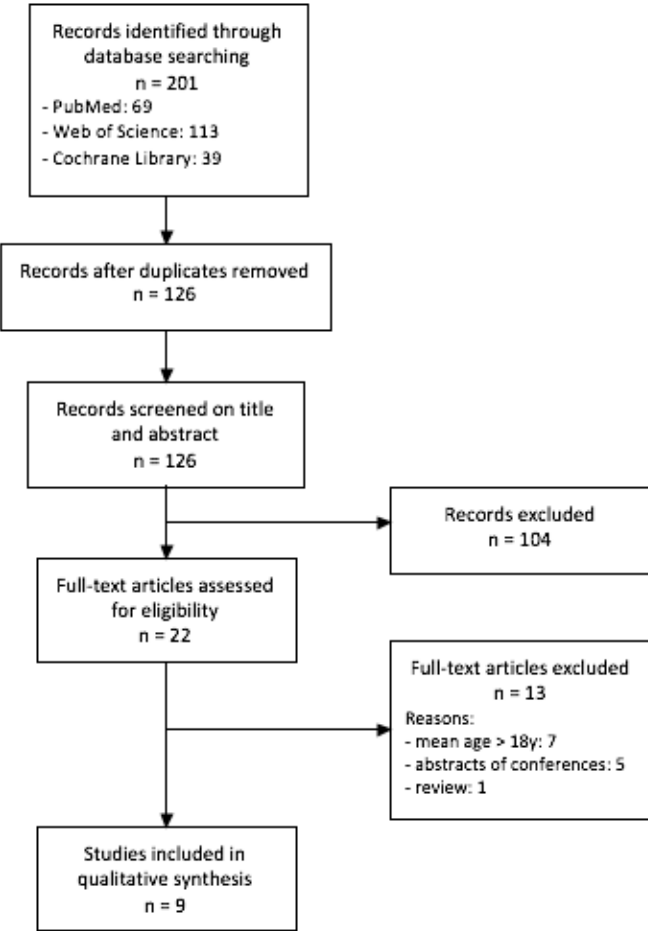 Records identified through
database searching
n = 201
- PubMed: 69
- Web of Science: 113
- Cochrane Library: 39
Records after duplicates removed
n = 126
Records screened on title
and abstract
n = 126
Records excluded
n = 104
Full-text articles assessed
for eligibility
n = 22
Full-text articles excluded
n = 13
Reasons:
- mean age > 18y: 7
- abstracts of conferences: 5
- review: 1
Studies included in
qualitative synthesis
n = 9